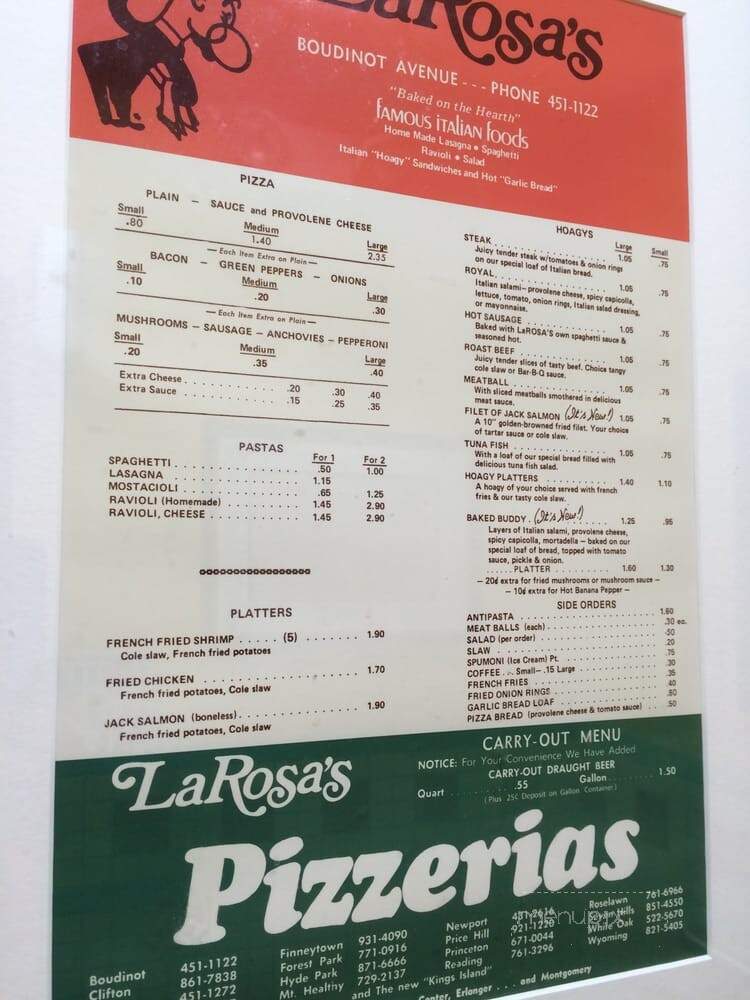 LaRosa's
BOUDINOT AVENUE - - - PHONE 451-1122
"Baked on the Hearth"
famous italian foods
Home Made Lasagna • Spaghetti
Ravioli • Salad
Italian "Hoagy" Sandwiches and Hot "Garlic Bread"
PIZZA
PLAIN — SAUCE and PROVOLENE CHEESE
Small Medium Large
.80 1.40 2.35
— Each Item Extra on Plain —
BACON — GREEN PEPPERS — ONIONS
Small Medium Large
.10 .20 .30
— Each Item Extra on Plain —
MUSHROOMS — SAUSAGE — ANCHOVIES — PEPPERONI
Small Medium Large
.20 .35 .40
Extra Cheese . . . . . . . . . . . .20 .30 .40
Extra Sauce . . . . . . . . . . . .15 .25 .35
PASTAS
For 1 For 2
SPAGHETTI . . . . . . . . . . . .50 1.00
LASAGNA . . . . . . . . . . . 1.15
MOSTACIOLI . . . . . . . . . . . .65 1.25
RAVIOLI (Homemade) . . . . . . . . 1.45 2.90
RAVIOLI, CHEESE . . . . . . . . . 1.45 2.90
PLATTERS
FRENCH FRIED SHRIMP . . . . . (5) . . . . . . . 1.90
Cole slaw, French fried potatoes
FRIED CHICKEN . . . . . . . . . . . 1.70
French fried potatoes, Cole slaw
JACK SALMON (boneless) . . . . . . . . . . 1.90
French fried potatoes, Cole slaw
HOAGYS
Large Small
STEAK . . . . . . . . . . . 1.05 .75
Juicy tender steak w/tomatoes & onion rings
on our special loaf of Italian bread.
ROYAL . . . . . . . . . . . 1.05 .75
Italian salami— provolene cheese, spicy capicolla,
lettuce, tomato, onion rings, Italian salad dressing,
or mayonnaise.
HOT SAUSAGE . . . . . . . . . . 1.05 .75
Baked with LaROSA'S own spaghetti sauce &
seasoned hot.
ROAST BEEF . . . . . . . . . . 1.05 .75
Juicy tender slices of tasty beef. Choice tangy
cole slaw or Bar-B-Q sauce.
MEATBALL . . . . . . . . . . . 1.05 .75
With sliced meatballs smothered in delicious
meat sauce.
FILET OF JACK SALMON (It's New!) 1.05 .75
A 10" golden-browned fried filet. Your choice
of tartar sauce or cole slaw.
TUNA FISH . . . . . . . . . . . 1.05 .75
With a loaf of our special bread filled with
delicious tuna fish salad.
HOAGY PLATTERS . . . . . . . . . 1.40 1.10
A hoagy of your choice served with french
fries & our tasty cole slaw.
BAKED BUDDY . (It's New!) . . . . 1.25 .95
Layers of Italian salami, provolene cheese,
spicy capicolla, mortadella — baked on our
special loaf of bread, topped with tomato
sauce, pickle & onion.
. . . . . . PLATTER . . . . . . . . . 1.60 1.30
— 20¢ extra for fried mushrooms or mushroom sauce —
— 10¢ extra for Hot Banana Pepper —
SIDE ORDERS
ANTIPASTA . . . . . . . . . . . 1.60
MEAT BALLS (each) . . . . . . . . . . .30 ea.
SALAD (per order) . . . . . . . . . . .50
SLAW . . . . . . . . . . . .20
SPUMONI (Ice Cream) Pt. . . . . . . . . . .75
COFFEE . . Small— .15 Large . . . . . . . . .30
FRENCH FRIES . . . . . . . . . . .35
FRIED ONION RINGS . . . . . . . . . . .40
GARLIC BREAD LOAF . . . . . . . . . . .80
PIZZA BREAD (provolene cheese & tomato sauce) . . .50
LaRosa's
CARRY-OUT MENU
NOTICE: For Your Convenience We Have Added
CARRY-OUT DRAUGHT BEER
Quart . . . . . . . . .55 Gallon . . . . . . . . 1.50
(Plus 25¢ Deposit on Gallon Container)
Pizzerias
Boudinot 451-1122
Clifton 861-7838
451-1272
Finneytown 931-4090
Forest Park 771-0916
Hyde Park 871-6666
Mt. Healthy 729-2137
Newport 431-2616
Price Hill 921-1220
Princeton 671-0044
Reading 761-3296
Roselawn 761-6966
Hills 851-4550
White Oak 522-5670
Wyoming 821-5405
and The new "Kings Island"
Center, Erlanger . . . and Montgomery
menupix